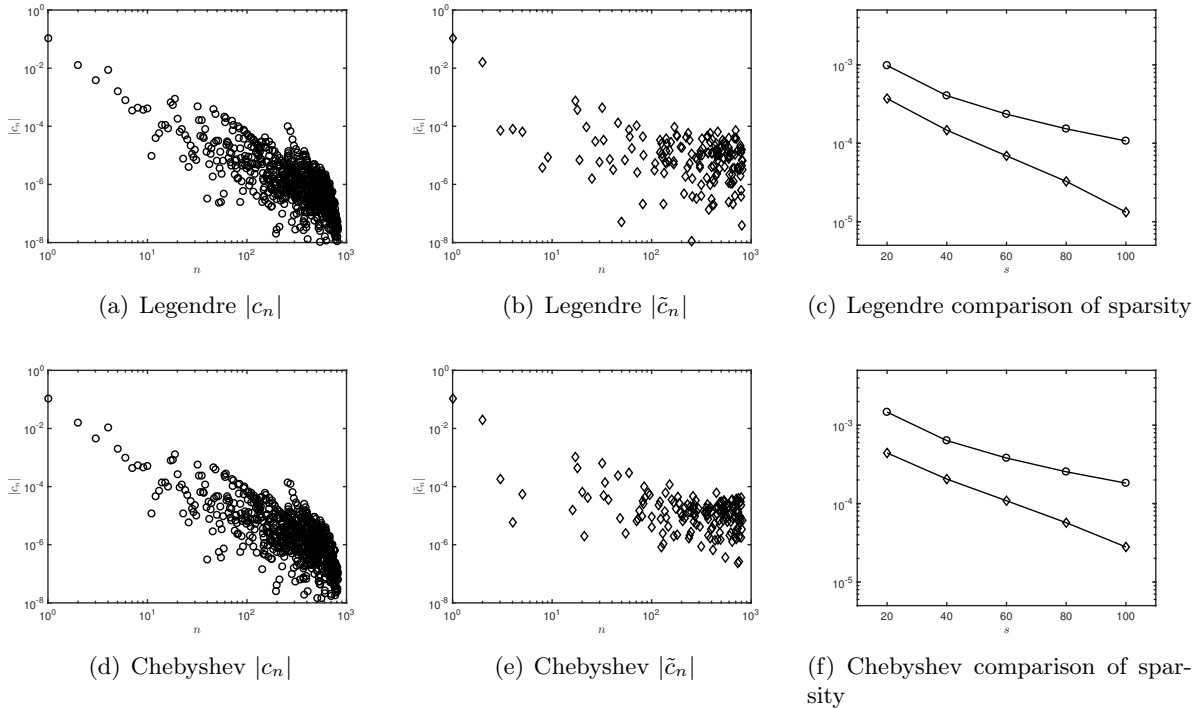 10^0
10^-2
10^-4
10^-6
10^-8
|c_n|
10^0 10^1 10^2 10^3
n
(a) Legendre |c_n|
10^0
10^-2
10^-4
10^-6
10^-8
|c̃_n|
10^0 10^1 10^2 10^3
n
(b) Legendre |c̃_n|
10^-3
10^-4
10^-5
20 40 60 80 100
s
(c) Legendre comparison of sparsity
10^0
10^-2
10^-4
10^-6
10^-8
|c_n|
10^0 10^1 10^2 10^3
n
(d) Chebyshev |c_n|
10^0
10^-2
10^-4
10^-6
10^-8
|c̃_n|
10^0 10^1 10^2 10^3
n
(e) Chebyshev |c̃_n|
10^-3
10^-4
10^-5
20 40 60 80 100
s
(f) Chebyshev comparison of spar-
sity